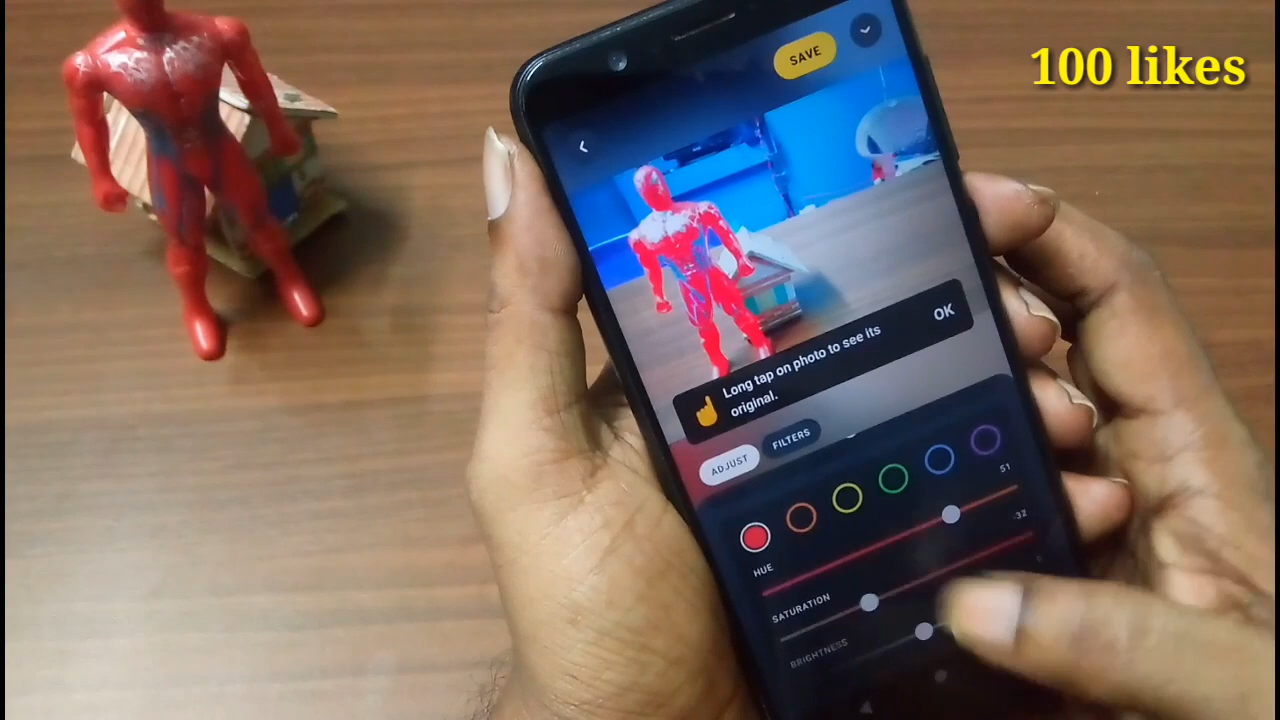 100 likes
SAVE
Long tap on photo to see its
original.
OK
ADJUST
FILTERS
51
HUE
-32
SATURATION
BRIGHTNESS